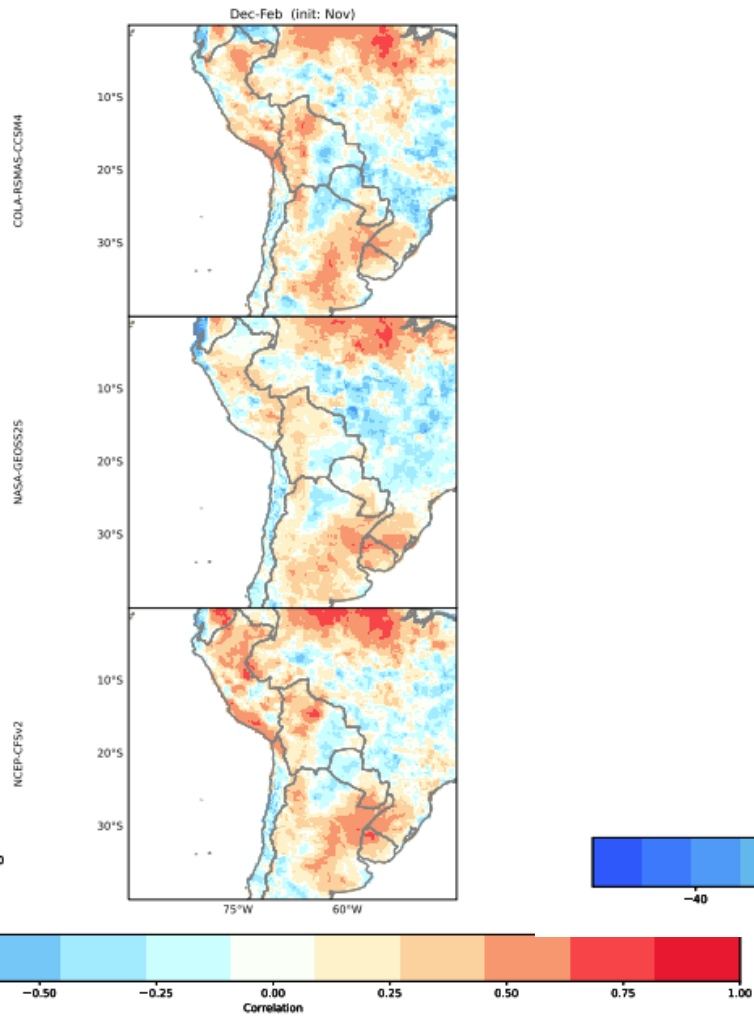 Dec-Feb (init: Nov)
COLA-RSMAS-CCSM4
10°S
20°S
30°S
NASA-GEOSS2S
10°S
20°S
30°S
NCEP-CFSv2
10°S
20°S
30°S
75°W 60°W
−40
−0.50 −0.25 0.00 0.25 0.50 0.75 1.00
Correlation